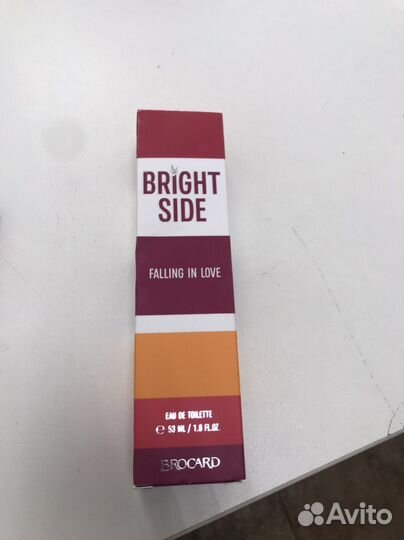 BRIGHT
SIDE
FALLING IN LOVE
EAU DE TOILETTE
℮ 53 ML / 1.8 FL.OZ.
BROCARD
Avito